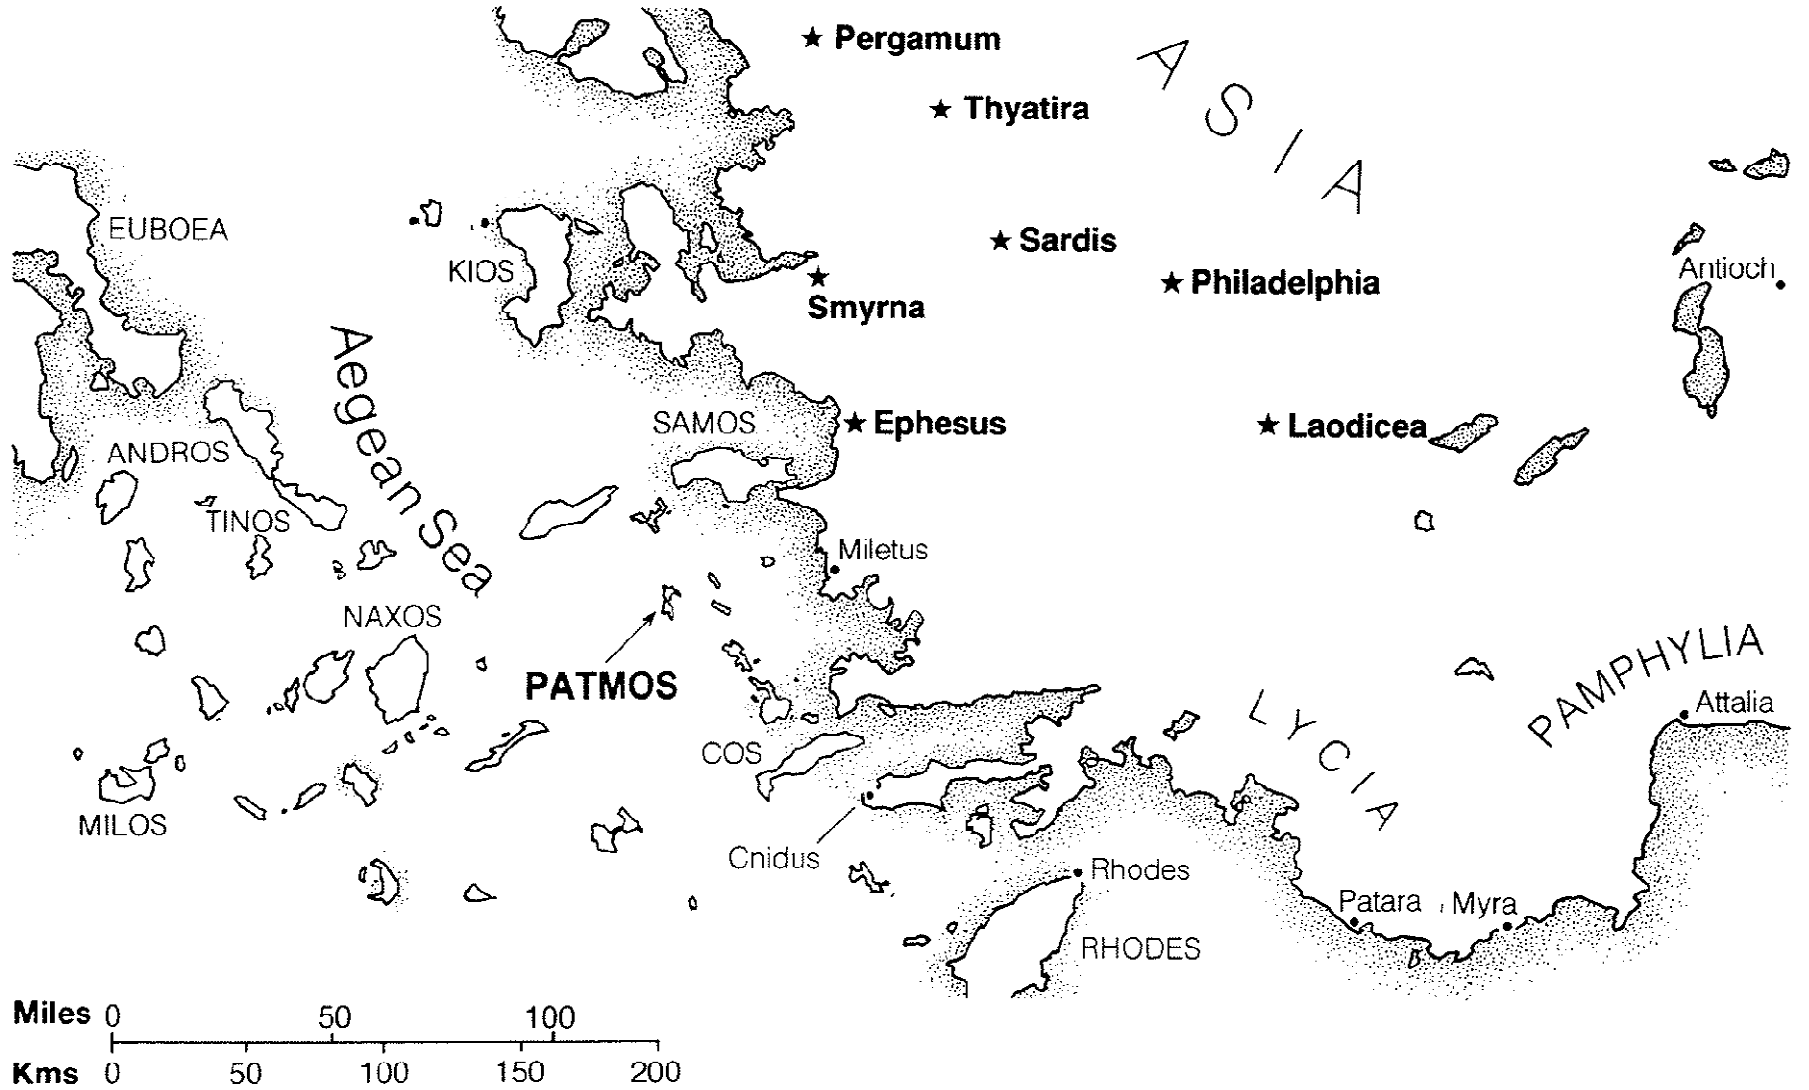 Pergamum
ASIA
Thyatira
EUBOEA
KIOS
Sardis
Smyrna
Philadelphia
Antioch
Aegean Sea
SAMOS
Ephesus
Laodicea
ANDROS
TINOS
Miletus
NAXOS
PATMOS
PAMPHYLIA
Attalia
LYCIA
COS
MILOS
Cnidus
Rhodes
Patara
Myra
RHODES
Miles 0 50 100
Kms 0 50 100 150 200